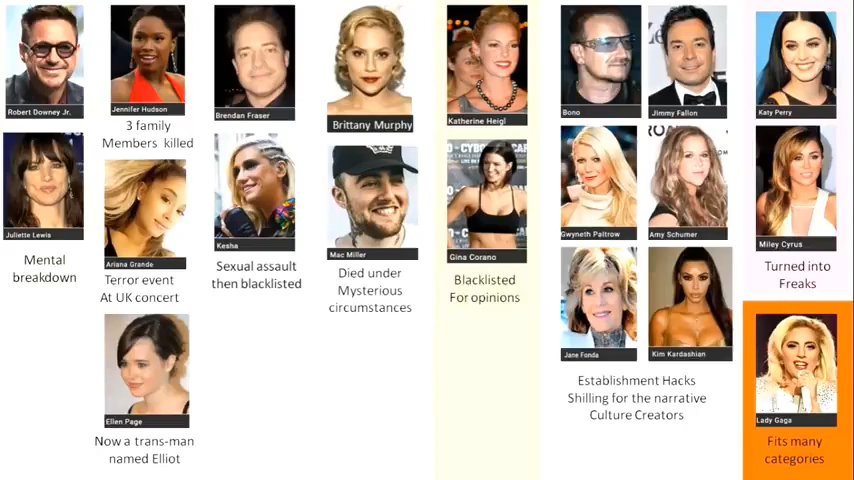 Robert Downey Jr.
Juliette Lewis
Mental
breakdown
Jennifer Hudson
3 family
Members killed
Ariana Grande
Terror event
At UK concert
Ellen Page
Now a trans-man
named Elliot
Brendan Fraser
Kesha
Sexual assault
then blacklisted
Brittany Murphy
Mac Miller
Died under
Mysterious
circumstances
Katherine Heigl
Gina Corano
Blacklisted
For opinions
Bono
Jimmy Fallon
Gwyneth Paltrow
Amy Schumer
Jane Fonda
Kim Kardashian
Establishment Hacks
Shilling for the narrative
Culture Creators
Katy Perry
Miley Cyrus
Turned into
Freaks
Lady Gaga
Fits many
categories